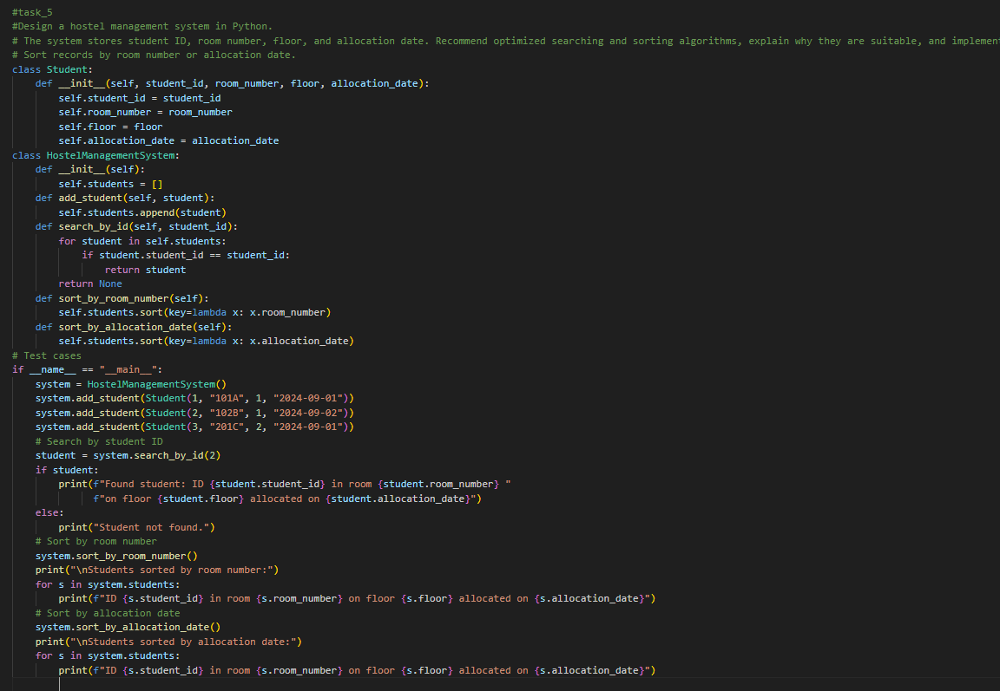 #task_5
#Design a hostel management system in Python.
# The system stores student ID, room number, floor, and allocation date. Recommend optimized searching and sorting algorithms, explain why they are suitable, and implement
# Sort records by room number or allocation date.
class Student:
    def __init__(self, student_id, room_number, floor, allocation_date):
        self.student_id = student_id
        self.room_number = room_number
        self.floor = floor
        self.allocation_date = allocation_date
class HostelManagementSystem:
    def __init__(self):
        self.students = []
    def add_student(self, student):
        self.students.append(student)
    def search_by_id(self, student_id):
        for student in self.students:
            if student.student_id == student_id:
                return student
        return None
    def sort_by_room_number(self):
        self.students.sort(key=lambda x: x.room_number)
    def sort_by_allocation_date(self):
        self.students.sort(key=lambda x: x.allocation_date)
# Test cases
if __name__ == "__main__":
    system = HostelManagementSystem()
    system.add_student(Student(1, "101A", 1, "2024-09-01"))
    system.add_student(Student(2, "102B", 1, "2024-09-02"))
    system.add_student(Student(3, "201C", 2, "2024-09-01"))
    # Search by student ID
    student = system.search_by_id(2)
    if student:
        print(f"Found student: ID {student.student_id} in room {student.room_number} "
              f"on floor {student.floor} allocated on {student.allocation_date}")
    else:
        print("Student not found.")
    # Sort by room number
    system.sort_by_room_number()
    print("\nStudents sorted by room number:")
    for s in system.students:
        print(f"ID {s.student_id} in room {s.room_number} on floor {s.floor} allocated on {s.allocation_date}")
    # Sort by allocation date
    system.sort_by_allocation_date()
    print("\nStudents sorted by allocation date:")
    for s in system.students:
        print(f"ID {s.student_id} in room {s.room_number} on floor {s.floor} allocated on {s.allocation_date}")